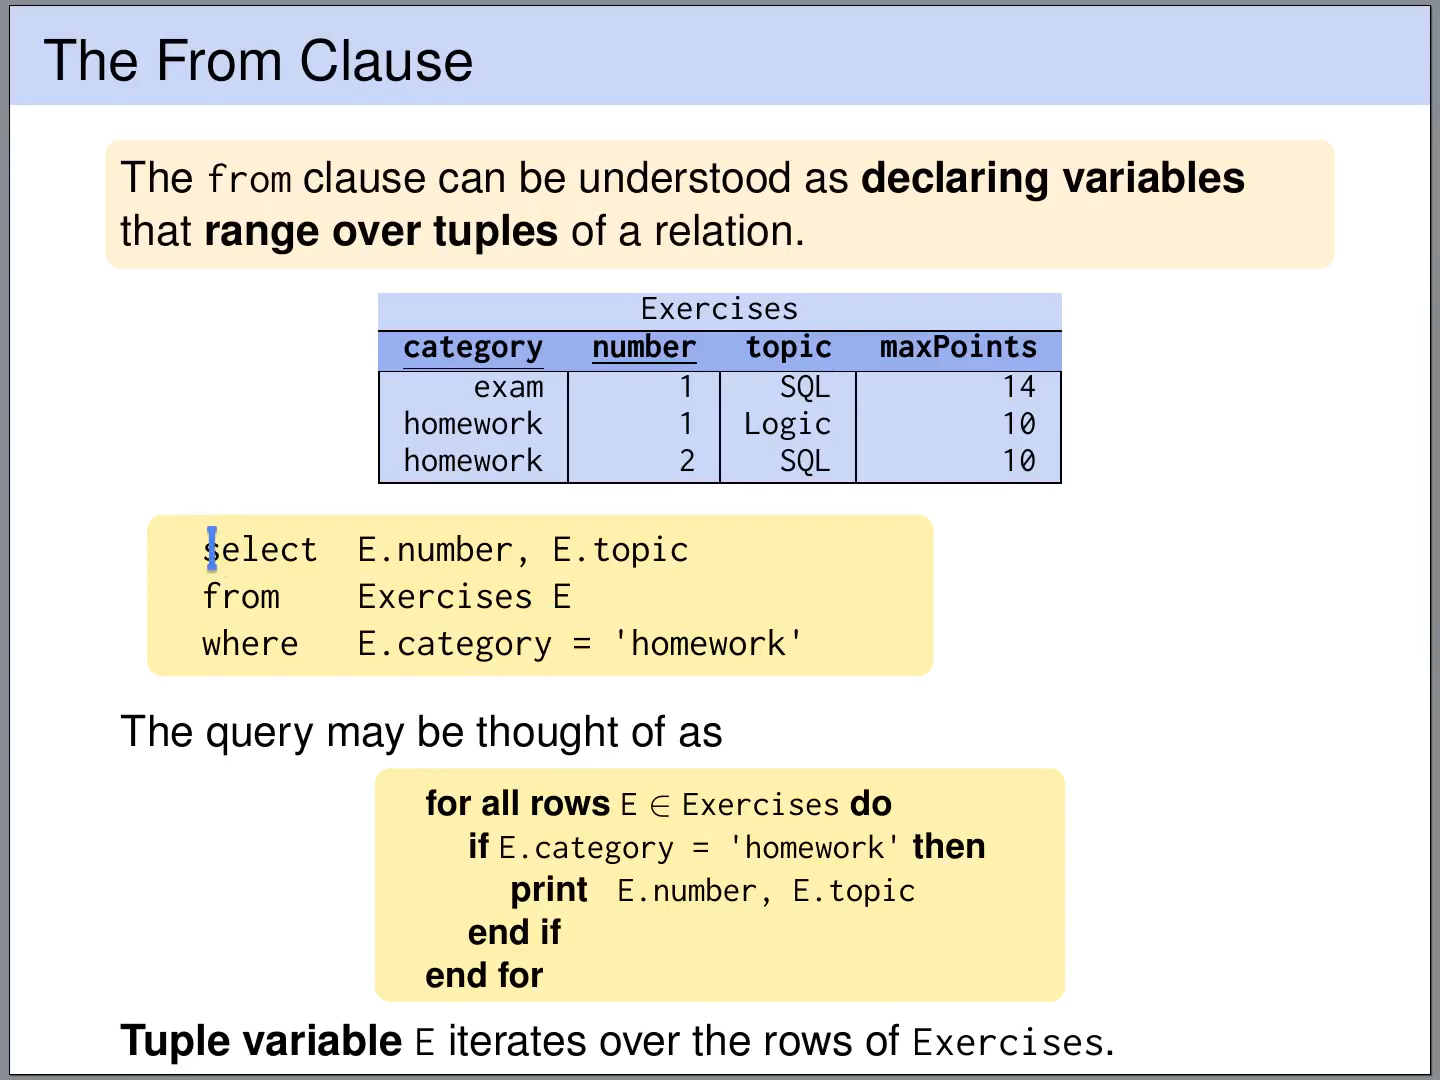 The From Clause
The from clause can be understood as declaring variables
that range over tuples of a relation.
Exercises
category number topic maxPoints
exam 1 SQL 14
homework 1 Logic 10
homework 2 SQL 10
select E.number, E.topic
from Exercises E
where E.category = 'homework'
The query may be thought of as
for all rows E ∈ Exercises do
if E.category = 'homework' then
print E.number, E.topic
end if
end for
Tuple variable E iterates over the rows of Exercises.